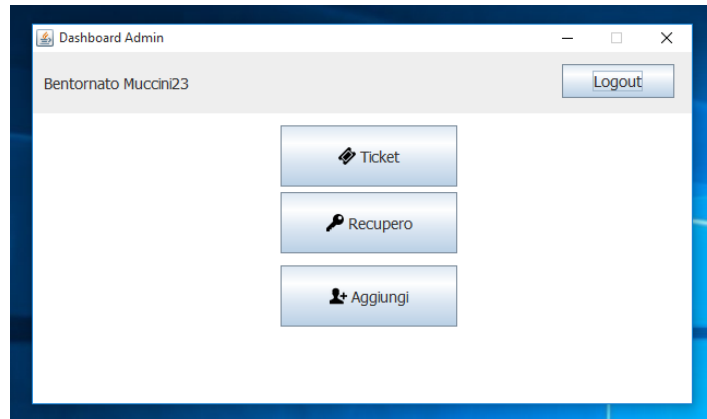 Dashboard Admin
Bentornato Muccini23
Logout
Ticket
Recupero
Aggiungi